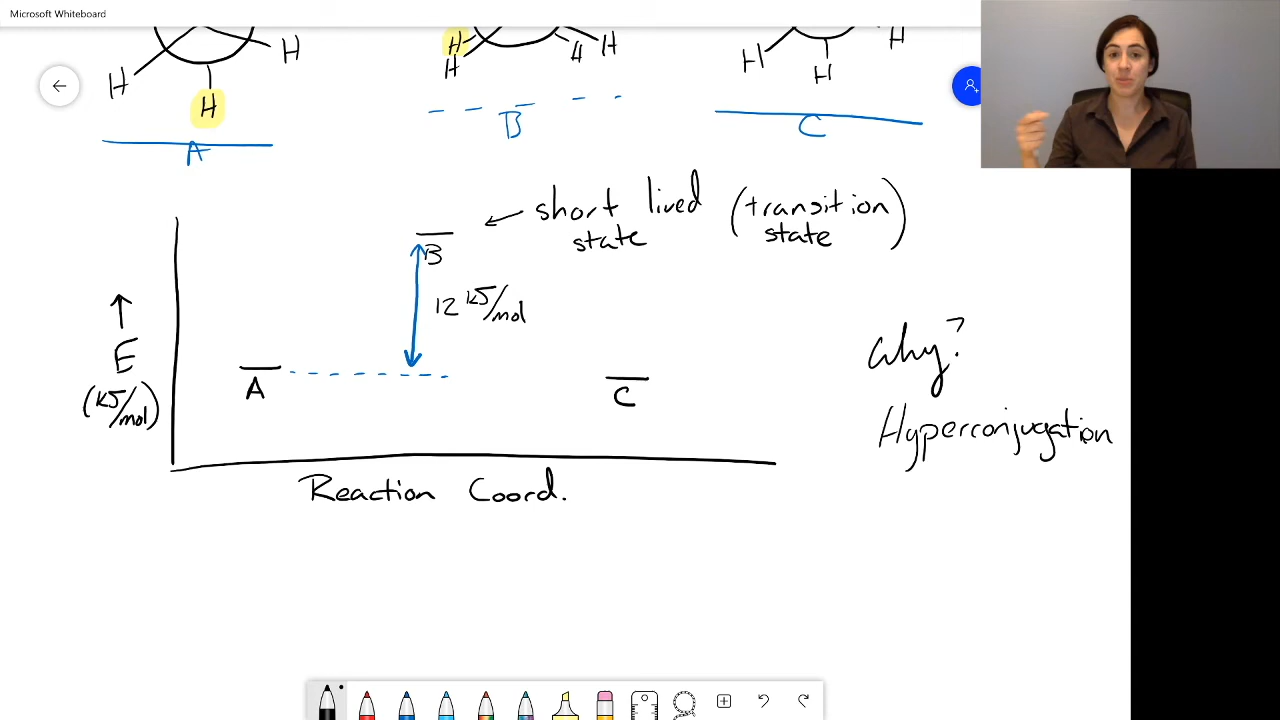 Microsoft Whiteboard
H
H
H
H
H
H
H
H
H
H
A
B
C
short lived
state
(transition
state)
B
12 kJ/mol
E
(kJ/mol)
A
C
why?
Hyperconjugation
Reaction Coord.